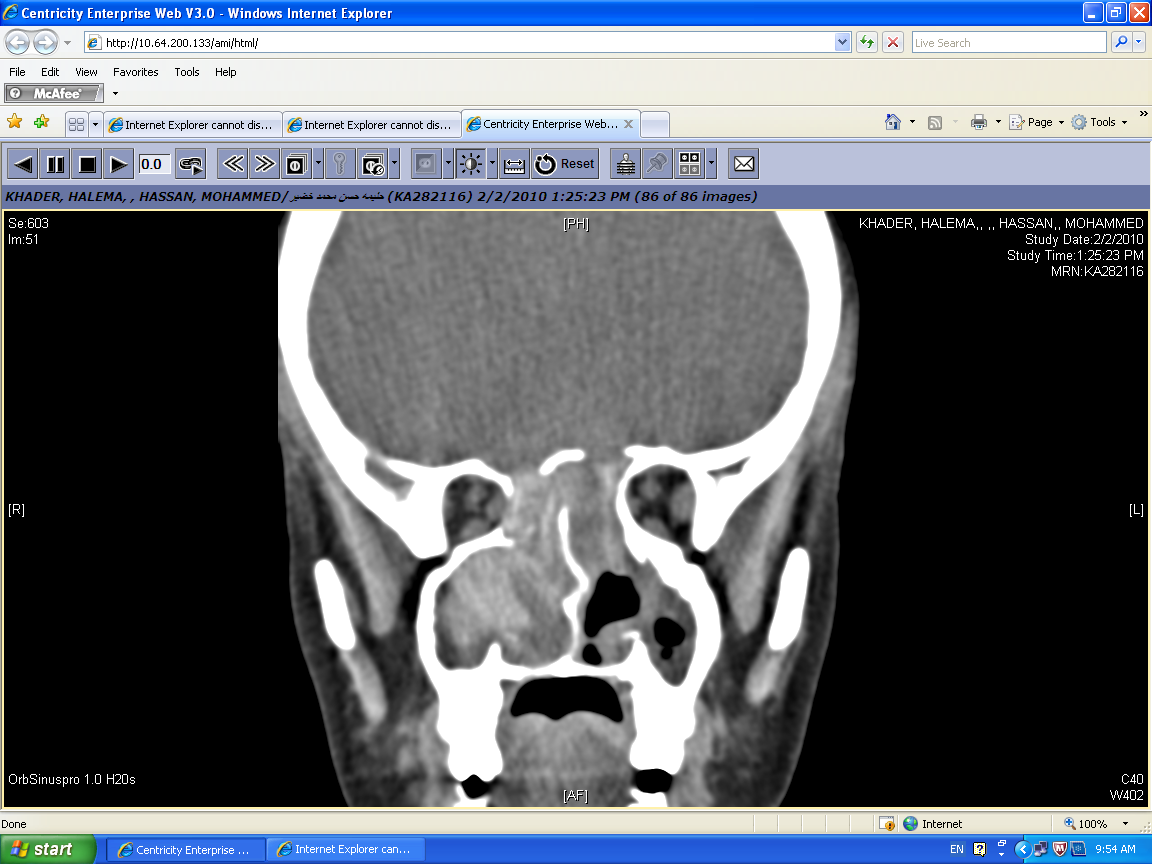 Centricity Enterprise Web V3.0 - Windows Internet Explorer
http://10.64.200.133/ami/html/
Live Search
File Edit View Favorites Tools Help
McAfee
Internet Explorer cannot dis... Internet Explorer cannot dis... Centricity Enterprise Web... Page Tools
0.0 Reset
KHADER, HALEMA, , HASSAN, MOHAMMED/حليمه حسن محمد خضير (KA282116) 2/2/2010 1:25:23 PM (86 of 86 images)
Se:603
Im:51
[PH]
KHADER, HALEMA,, ,, HASSAN,, MOHAMMED
Study Date:2/2/2010
Study Time:1:25:23 PM
MRN:KA282116
[R]
[L]
OrbSinuspro 1.0 H20s
[AF]
C40
W402
Done Internet 100%
start Centricity Enterprise ... Internet Explorer can... EN 9:54 AM